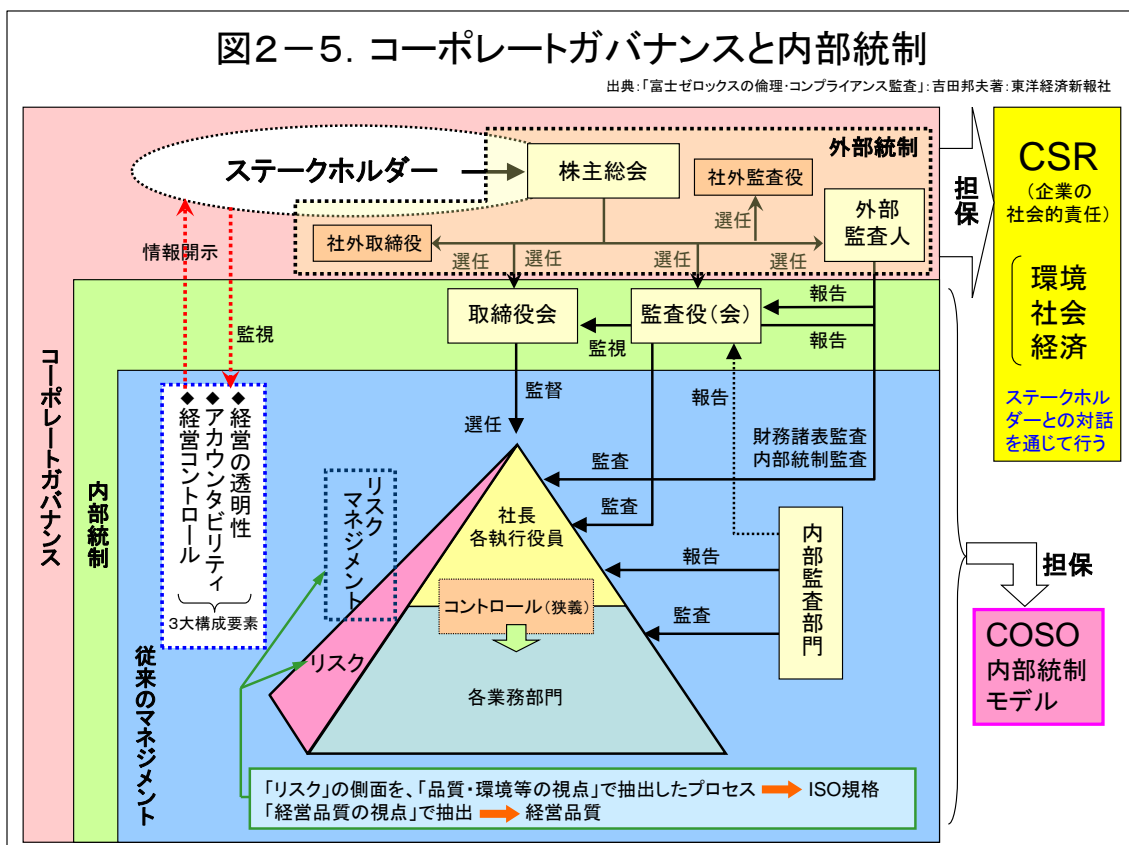 図2-5. コーポレートガバナンスと内部統制
出典:「富士ゼロックスの倫理・コンプライアンス監査」:吉田邦夫著:東洋経済新報社
ステークホルダー
株主総会
外部統制
社外監査役
外部
監査人
社外取締役
選任
選任
選任
選任
選任
情報開示
監視
取締役会
監査役(会)
監視
報告
報告
監督
選任
報告
財務諸表監査
内部統制監査
監査
監査
報告
監査
内部監査部門
コーポレートガバナンス
内部統制
従来のマネジメント
◆経営の透明性
◆アカウンタビリティ
◆経営コントロール
3大構成要素
リスク
マネジメント
社長
各執行役員
コントロール(狭義)
リスク
各業務部門
「リスク」の側面を、「品質・環境等の視点」で抽出したプロセス
ISO規格
「経営品質の視点」で抽出
経営品質
担保
CSR
(企業の
社会的責任)
環境
社会
経済
ステークホル
ダーとの対話
を通じて行う
担保
COSO
内部統制
モデル